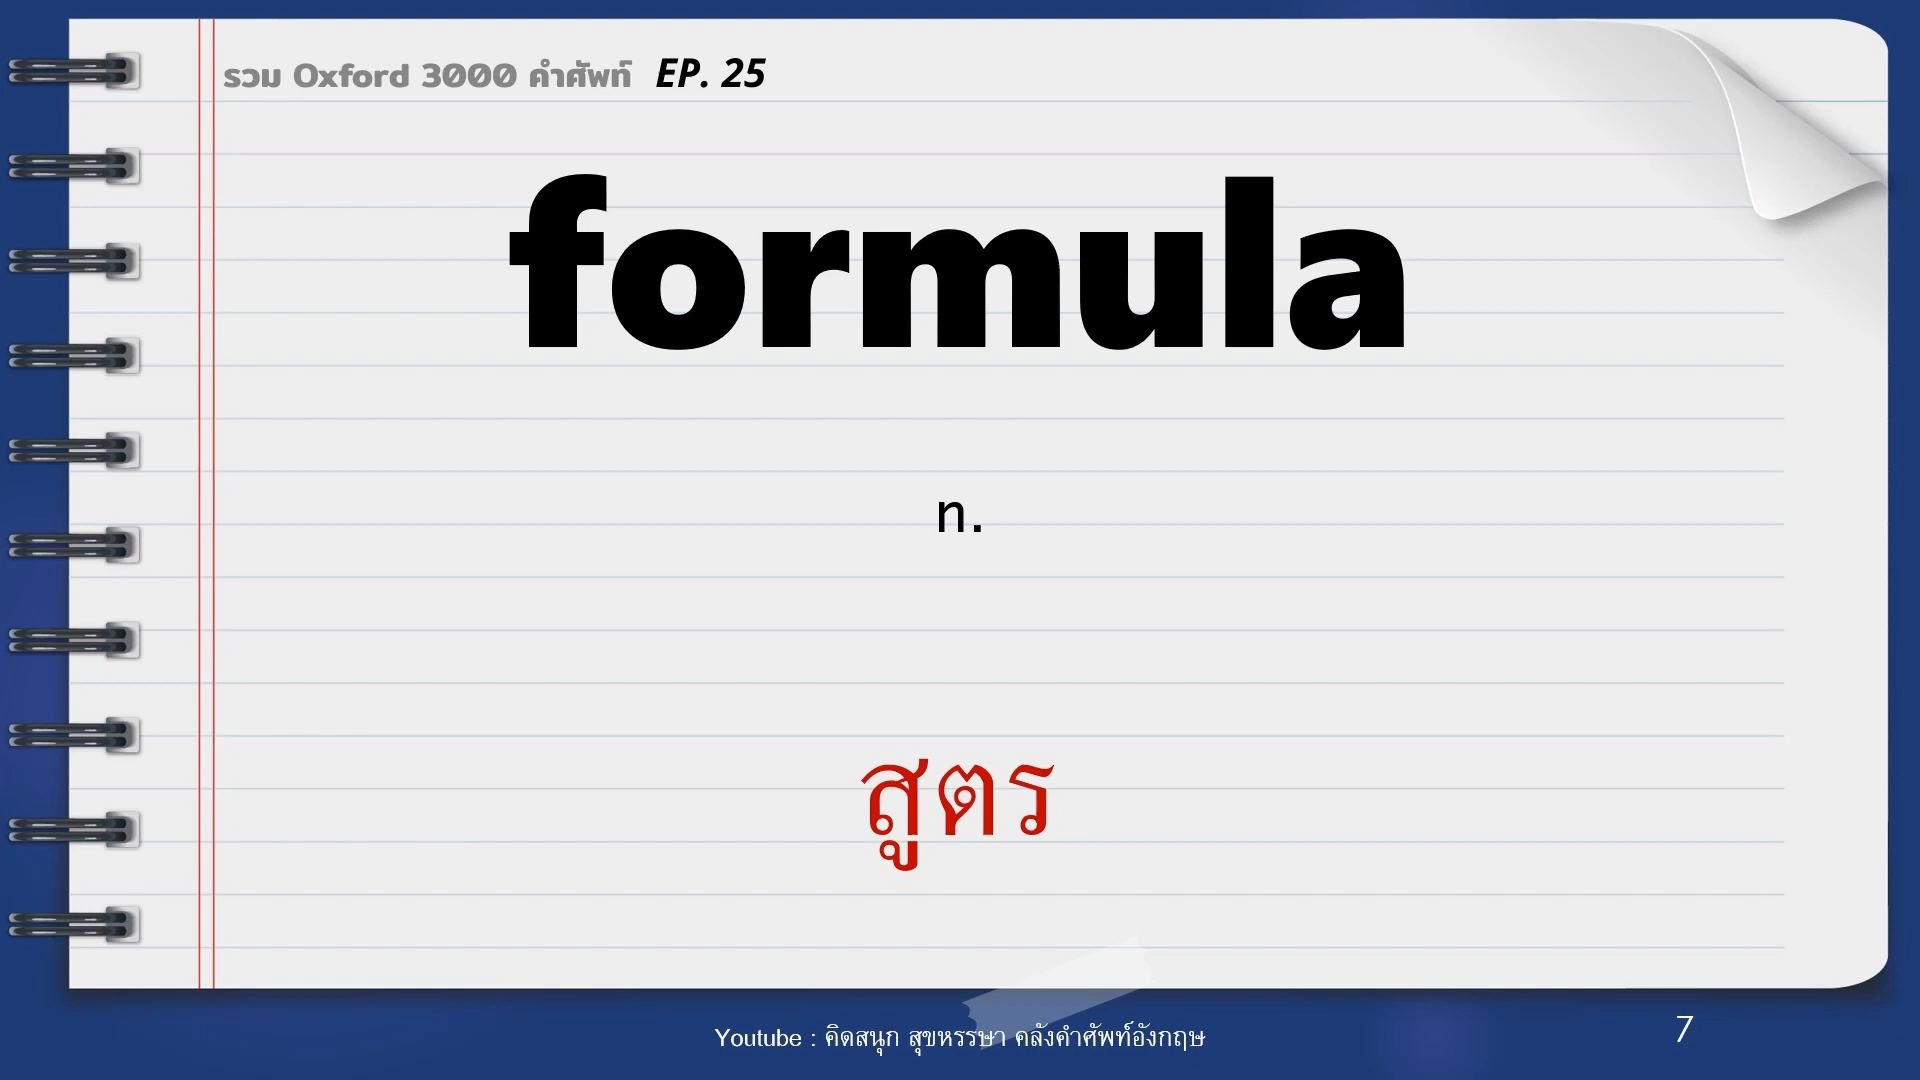 รวม Oxford 3000 คำศัพท์ EP. 25
formula
n.
สูตร
Youtube : คิดสนุก สุขหรรษา คลังคำศัพท์อังกฤษ
7